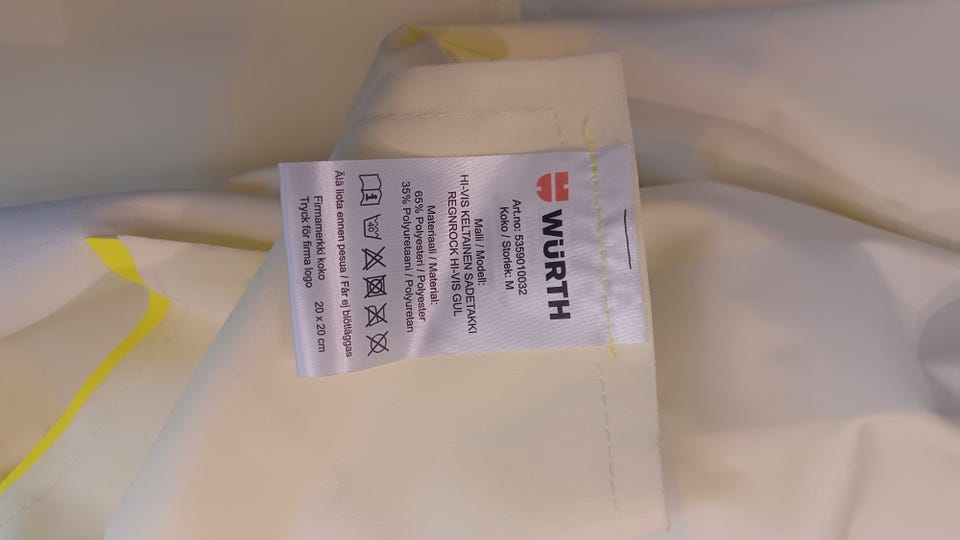 WÜRTH
Art.no: 5359010032
Koko / Storlek: M
Malli / Modell:
HI-VIS KELTAINEN SADETAKKI
REGNROCK HI-VIS GUL
Materiaali / Material:
65% Polyesteri / Polyester
35% Polyuretaani / Polyuretan
40°
Älä liota ennen pesua / Får ej blötläggas
Firmamerkki koko 20 x 20 cm
Tryck för firma logo